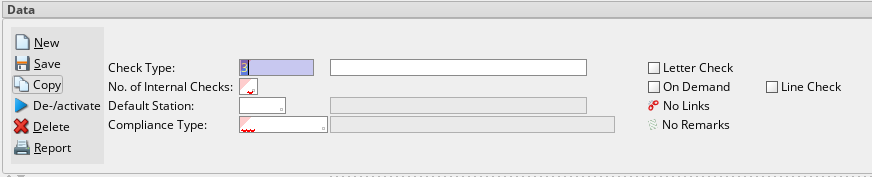 Data
New
Save
Copy
De-/activate
Delete
Report
Check Type: 3
No. of Internal Checks:
Default Station:
Compliance Type:
Letter Check
On Demand
Line Check
No Links
No Remarks